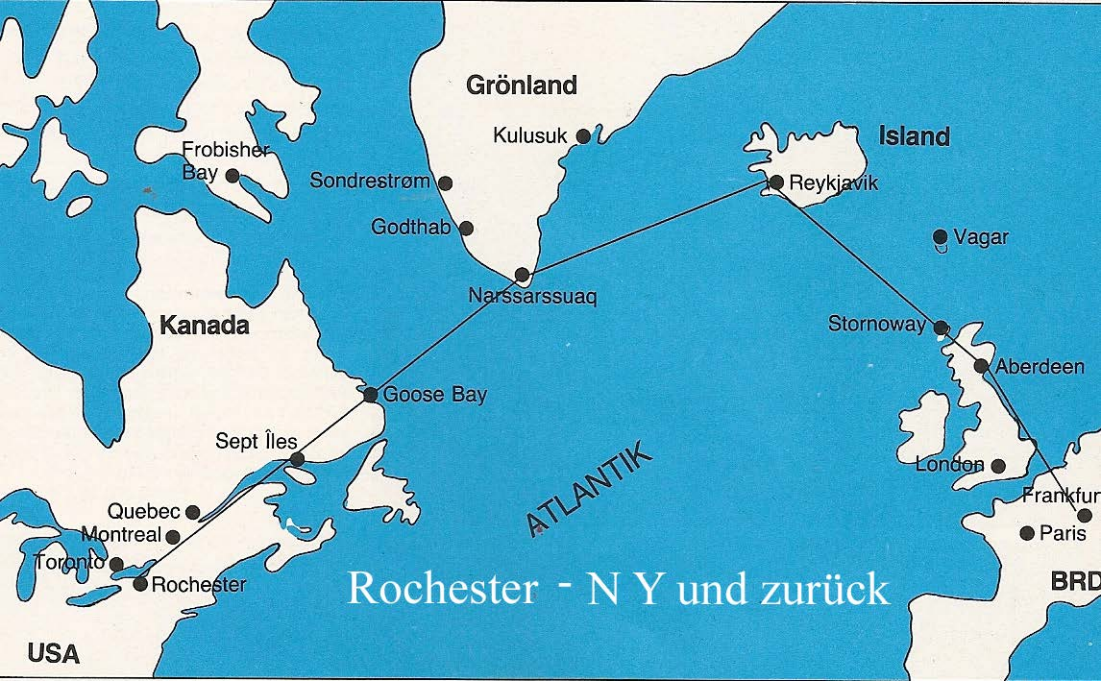 Grönland
Kulusuk
Island
Frobisher
Bay
Sondrestrøm
Reykjavik
Godthab
Vagar
Narssarssuaq
Kanada
Stornoway
Aberdeen
Goose Bay
Sept Îles
London
ATLANTIK
Frankfur
Quebec
Montreal
Paris
Toronto
Rochester
BRD
Rochester - N Y und zurück
USA